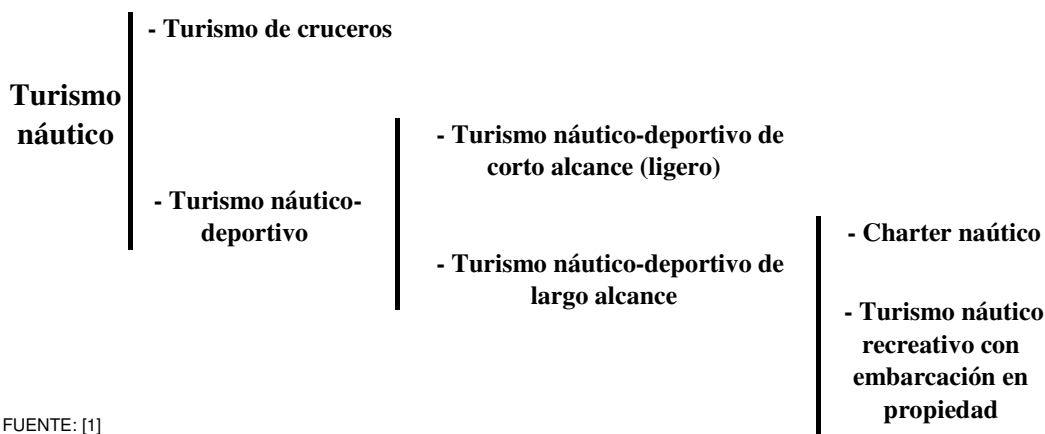 - Turismo de cruceros
Turismo
náutico
- Turismo náutico-
deportivo
- Turismo náutico-deportivo de
corto alcance (ligero)
- Turismo náutico-deportivo de
largo alcance
- Charter naútico
- Turismo náutico
recreativo con
embarcación en
propiedad
FUENTE: [1]